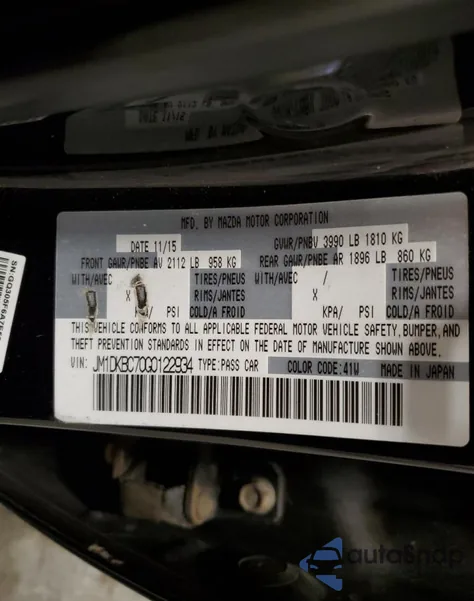 MFD. BY MAZDA MOTOR CORPORATION
DATE 11/15 GVWR/PNBV 3990 LB 1810 KG
FRONT GAWR/PNBE AV 2112 LB 958 KG REAR GAWR/PNBE AR 1896 LB 860 KG
WITH/AVEC / TIRES/PNEUS WITH/AVEC / TIRES/PNEUS
X RIMS/JANTES X RIMS/JANTES
/ PSI COLD/A FROID KPA/ PSI COLD/A FROID
THIS VEHICLE CONFORMS TO ALL APPLICABLE FEDERAL MOTOR VEHICLE SAFETY, BUMPER, AND
THEFT PREVENTION STANDARDS IN EFFECT ON THE DATE OF MANUFACTURE SHOWN ABOVE.
VIN: JM1DKBC70G0122934 TYPE:PASS CAR COLOR CODE:41W MADE IN JAPAN
autoSnap